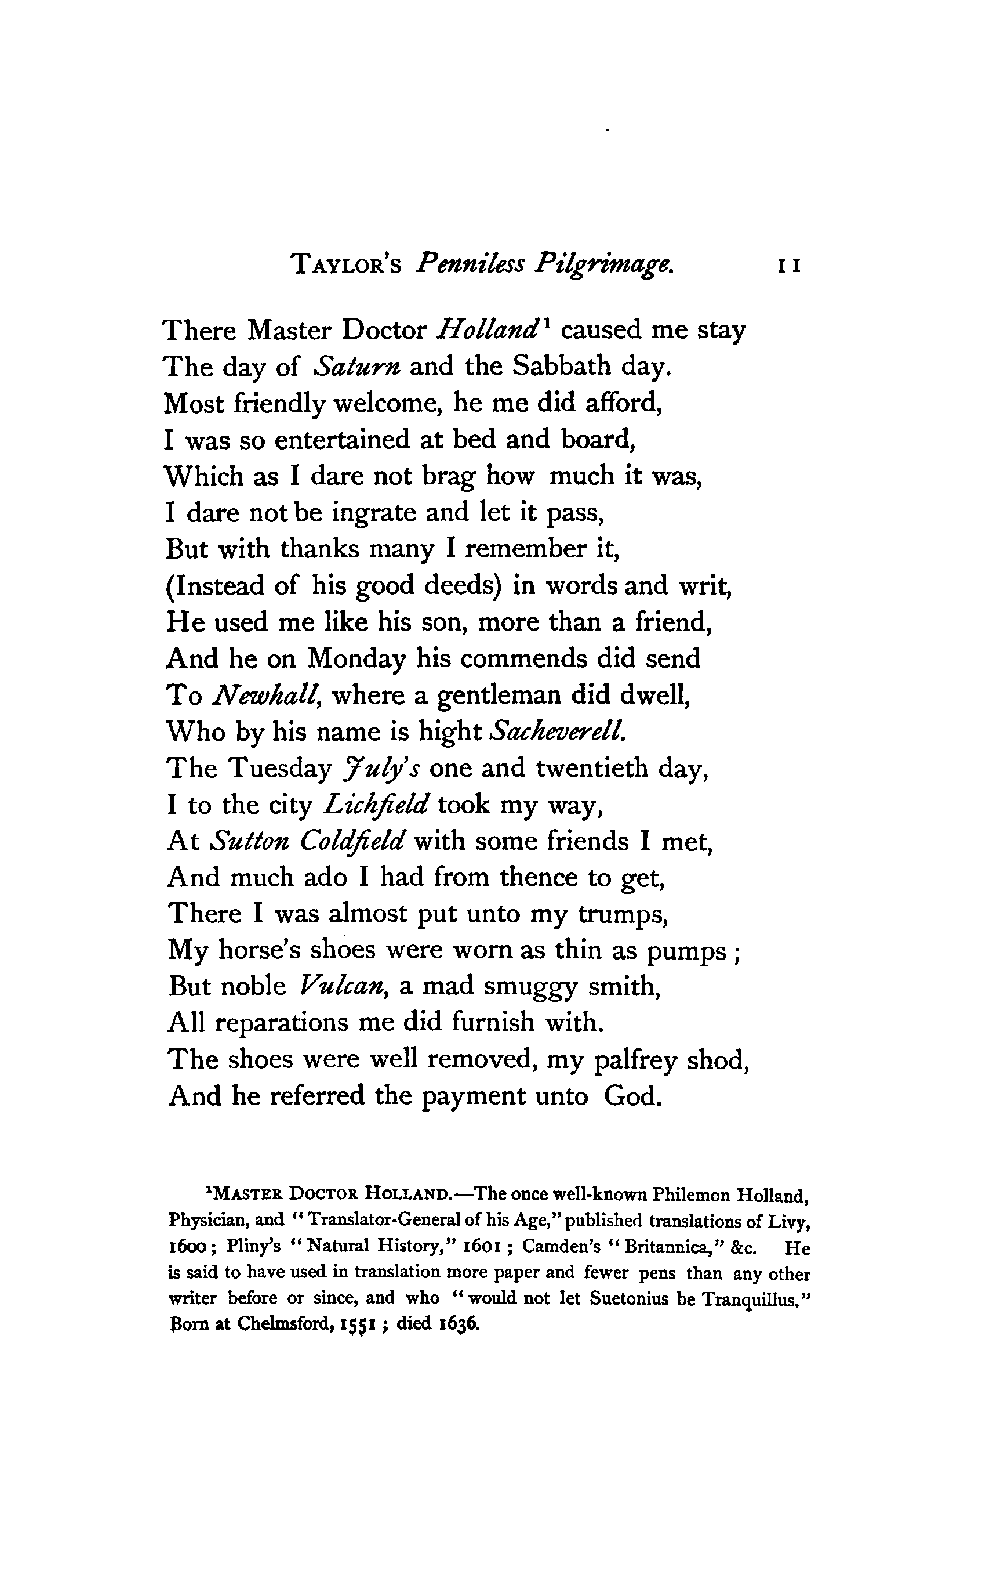 TAYLOR'S Penniless Pilgrimage. 11
There Master Doctor Holland¹ caused me stay
The day of Saturn and the Sabbath day.
Most friendly welcome, he me did afford,
I was so entertained at bed and board,
Which as I dare not brag how much it was,
I dare not be ingrate and let it pass,
But with thanks many I remember it,
(Instead of his good deeds) in words and writ,
He used me like his son, more than a friend,
And he on Monday his commends did send
To Newhall, where a gentleman did dwell,
Who by his name is hight Sacheverell.
The Tuesday July's one and twentieth day,
I to the city Lichfield took my way,
At Sutton Coldfield with some friends I met,
And much ado I had from thence to get,
There I was almost put unto my trumps,
My horse's shoes were worn as thin as pumps ;
But noble Vulcan, a mad smuggy smith,
All reparations me did furnish with.
The shoes were well removed, my palfrey shod,
And he referred the payment unto God.
¹MASTER DOCTOR HOLLAND.—The once well-known Philemon Holland,
Physician, and "Translator-General of his Age," published translations of Livy,
1600 ; Pliny's "Natural History," 1601 ; Camden's "Britannica," &c. He
is said to have used in translation more paper and fewer pens than any other
writer before or since, and who "would not let Suetonius be Tranquillus."
Born at Chelmsford, 1551 ; died 1636.